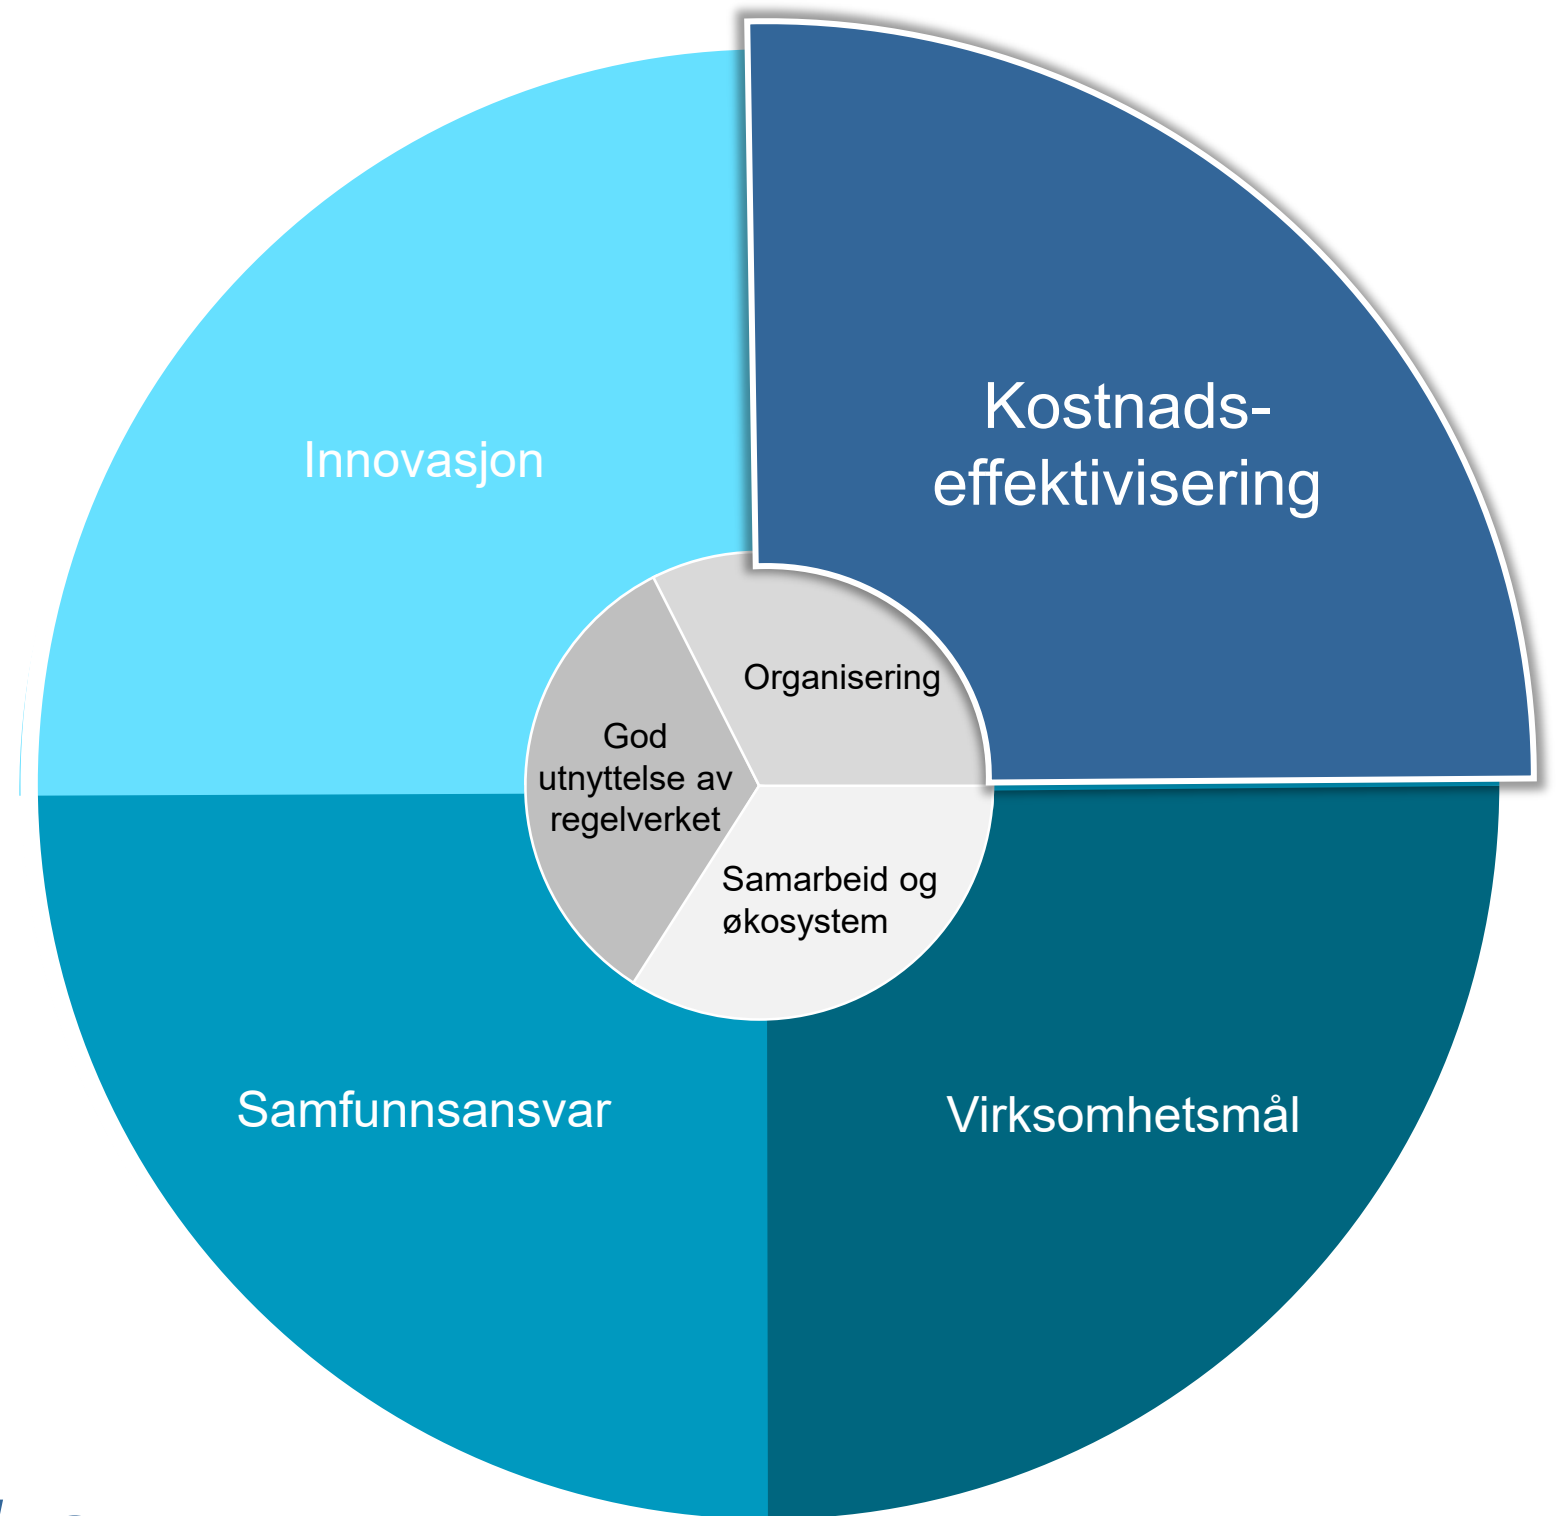 Kostnads-
effektivisering
Innovasjon
Organisering
God
utnyttelse av
regelverket
Samarbeid og
økosystem
Samfunnsansvar
Virksomhetsmål